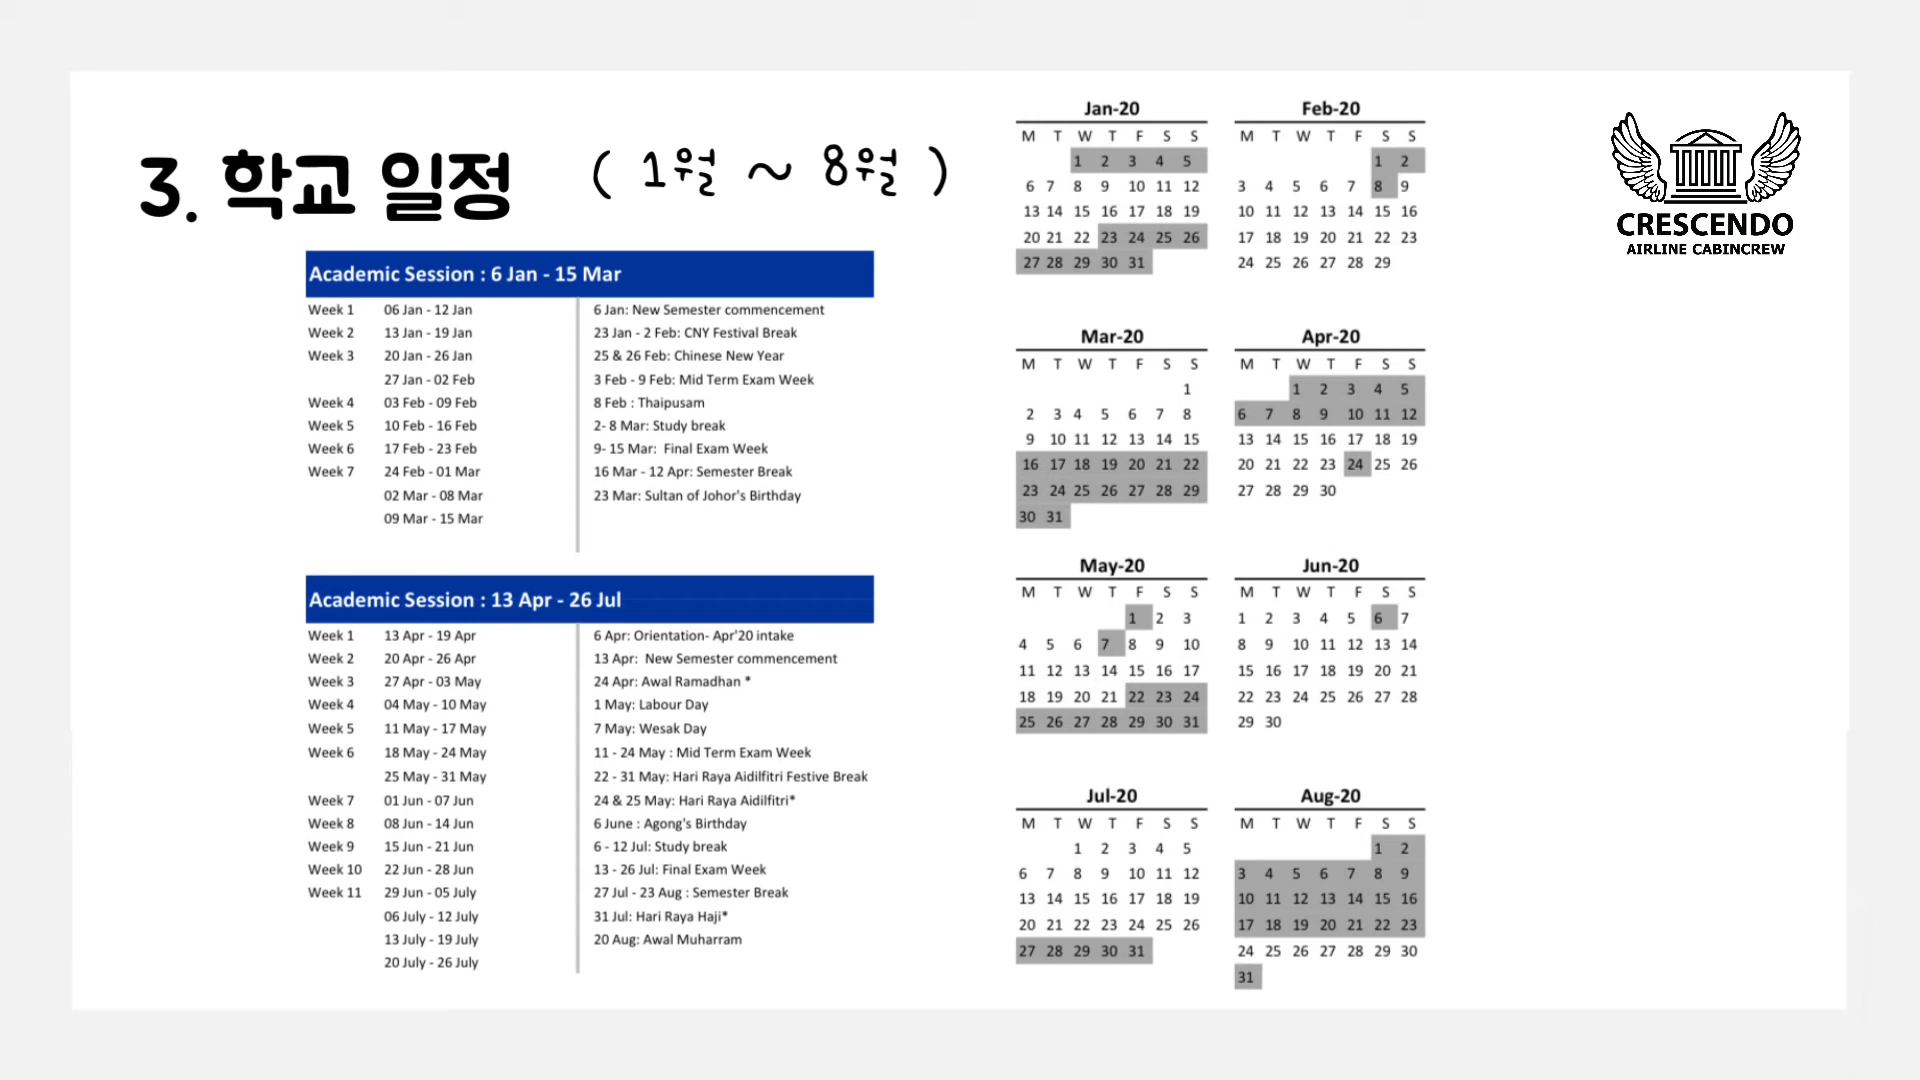 3. 학교 일정 ( 1월 ~ 8월 )
CRESCENDO
AIRLINE CABINCREW
Academic Session : 6 Jan - 15 Mar
Week 1 06 Jan - 12 Jan
Week 2 13 Jan - 19 Jan
Week 3 20 Jan - 26 Jan
27 Jan - 02 Feb
Week 4 03 Feb - 09 Feb
Week 5 10 Feb - 16 Feb
Week 6 17 Feb - 23 Feb
Week 7 24 Feb - 01 Mar
02 Mar - 08 Mar
09 Mar - 15 Mar
6 Jan: New Semester commencement
23 Jan - 2 Feb: CNY Festival Break
25 & 26 Feb: Chinese New Year
3 Feb - 9 Feb: Mid Term Exam Week
8 Feb : Thaipusam
2- 8 Mar: Study break
9- 15 Mar:  Final Exam Week
16 Mar - 12 Apr: Semester Break
23 Mar: Sultan of Johor's Birthday
Academic Session : 13 Apr - 26 Jul
Week 1 13 Apr - 19 Apr
Week 2 20 Apr - 26 Apr
Week 3 27 Apr - 03 May
Week 4 04 May - 10 May
Week 5 11 May - 17 May
Week 6 18 May - 24 May
25 May - 31 May
Week 7 01 Jun - 07 Jun
Week 8 08 Jun - 14 Jun
Week 9 15 Jun - 21 Jun
Week 10 22 Jun - 28 Jun
Week 11 29 Jun - 05 July
06 July - 12 July
13 July - 19 July
20 July - 26 July
6 Apr: Orientation- Apr'20 intake
13 Apr:  New Semester commencement
24 Apr: Awal Ramadhan *
1 May: Labour Day
7 May: Wesak Day
11 - 24 May : Mid Term Exam Week
22 - 31 May: Hari Raya Aidilfitri Festive Break
24 & 25 May: Hari Raya Aidilfitri*
6 June : Agong's Birthday
6 - 12 Jul: Study break
13 - 26 Jul: Final Exam Week
27 Jul - 23 Aug : Semester Break
31 Jul: Hari Raya Haji*
20 Aug: Awal Muharram
Jan-20
M T W T F S S
1 2 3 4 5
6 7 8 9 10 11 12
13 14 15 16 17 18 19
20 21 22 23 24 25 26
27 28 29 30 31
Feb-20
M T W T F S S
1 2
3 4 5 6 7 8 9
10 11 12 13 14 15 16
17 18 19 20 21 22 23
24 25 26 27 28 29
Mar-20
M T W T F S S
1
2 3 4 5 6 7 8
9 10 11 12 13 14 15
16 17 18 19 20 21 22
23 24 25 26 27 28 29
30 31
Apr-20
M T W T F S S
1 2 3 4 5
6 7 8 9 10 11 12
13 14 15 16 17 18 19
20 21 22 23 24 25 26
27 28 29 30
May-20
M T W T F S S
1 2 3
4 5 6 7 8 9 10
11 12 13 14 15 16 17
18 19 20 21 22 23 24
25 26 27 28 29 30 31
Jun-20
M T W T F S S
1 2 3 4 5 6 7
8 9 10 11 12 13 14
15 16 17 18 19 20 21
22 23 24 25 26 27 28
29 30
Jul-20
M T W T F S S
1 2 3 4 5
6 7 8 9 10 11 12
13 14 15 16 17 18 19
20 21 22 23 24 25 26
27 28 29 30 31
Aug-20
M T W T F S S
1 2
3 4 5 6 7 8 9
10 11 12 13 14 15 16
17 18 19 20 21 22 23
24 25 26 27 28 29 30
31